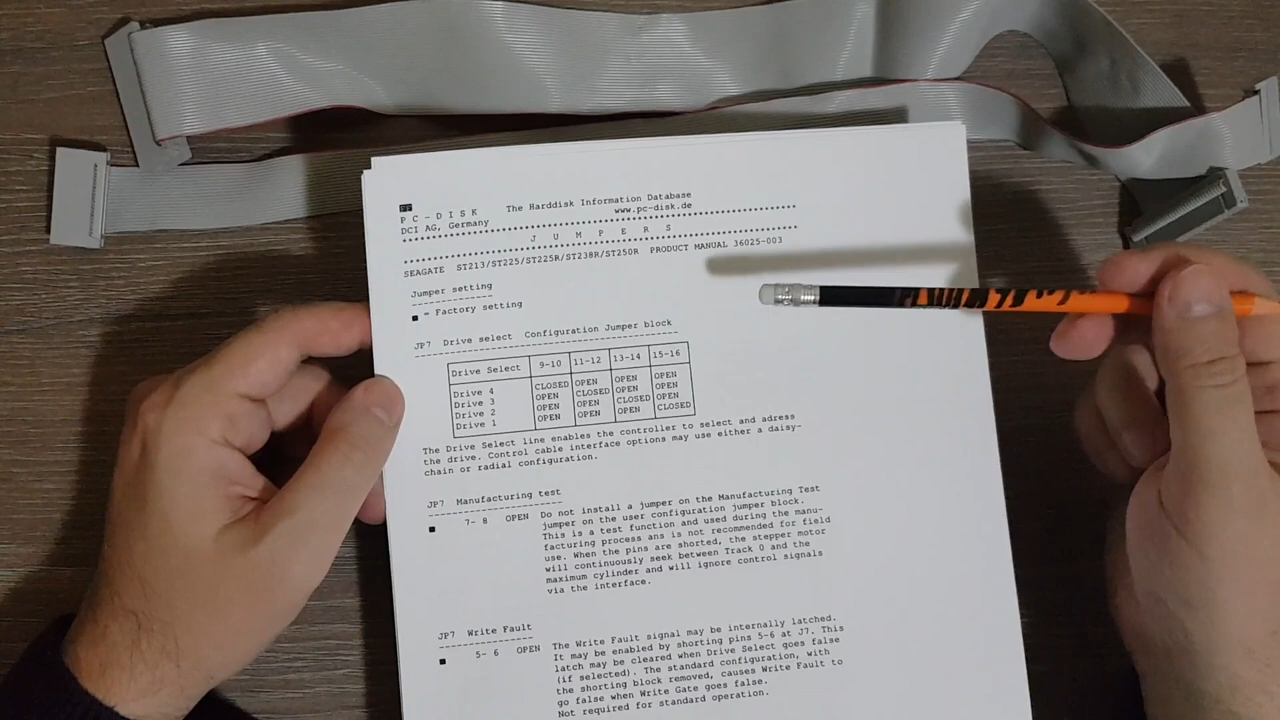 FF
P C - D I S K The Harddisk Information Database
DCI AG, Germany www.pc-disk.de
************************************************************
J U M P E R S
************************************************************
SEAGATE ST213/ST225/ST225R/ST238R/ST250R PRODUCT MANUAL 36025-003
Jumper setting
--------------
■ = Factory setting
JP7 Drive select Configuration Jumper block
Drive Select 9-10 11-12 13-14 15-16
Drive 4 CLOSED OPEN OPEN OPEN
Drive 3 OPEN CLOSED OPEN OPEN
Drive 2 OPEN OPEN CLOSED OPEN
Drive 1 OPEN OPEN OPEN CLOSED
The Drive Select line enables the controller to select and adress
the drive. Control cable interface options may use either a daisy-
chain or radial configuration.
JP7 Manufacturing test
■ 7- 8 OPEN Do not install a jumper on the Manufacturing Test
jumper on the user configuration jumper block.
This is a test function and used during the manu-
facturing process ans is not recommended for field
use. When the pins are shorted, the stepper motor
will continuously seek between Track 0 and the
maximum cylinder and will ignore control signals
via the interface.
JP7 Write Fault
■ 5- 6 OPEN The Write Fault signal may be internally latched.
It may be enabled by shorting pins 5-6 at J7. This
latch may be cleared when Drive Select goes false
(if selected). The standard configuration, with
the shorting block removed, causes Write Fault to
go false when Write Gate goes false.
Not required for standard operation.